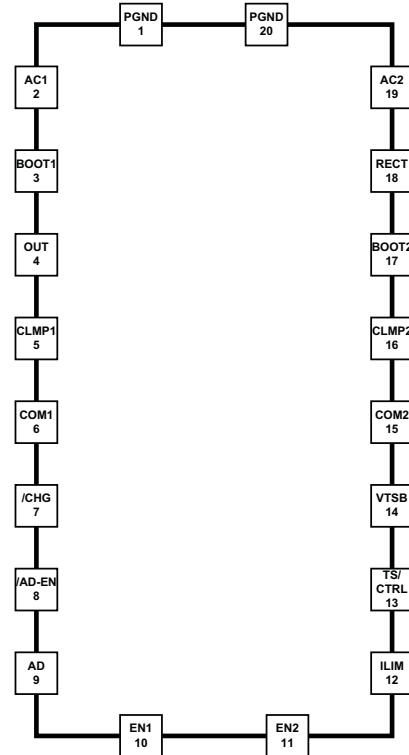 PGND
1
PGND
20
AC1
2
AC2
19
BOOT1
3
RECT
18
OUT
4
BOOT2
17
CLMP1
5
CLMP2
16
COM1
6
COM2
15
/CHG
7
VTSB
14
/AD-EN
8
TS/
CTRL
13
AD
9
ILIM
12
EN1
10
EN2
11